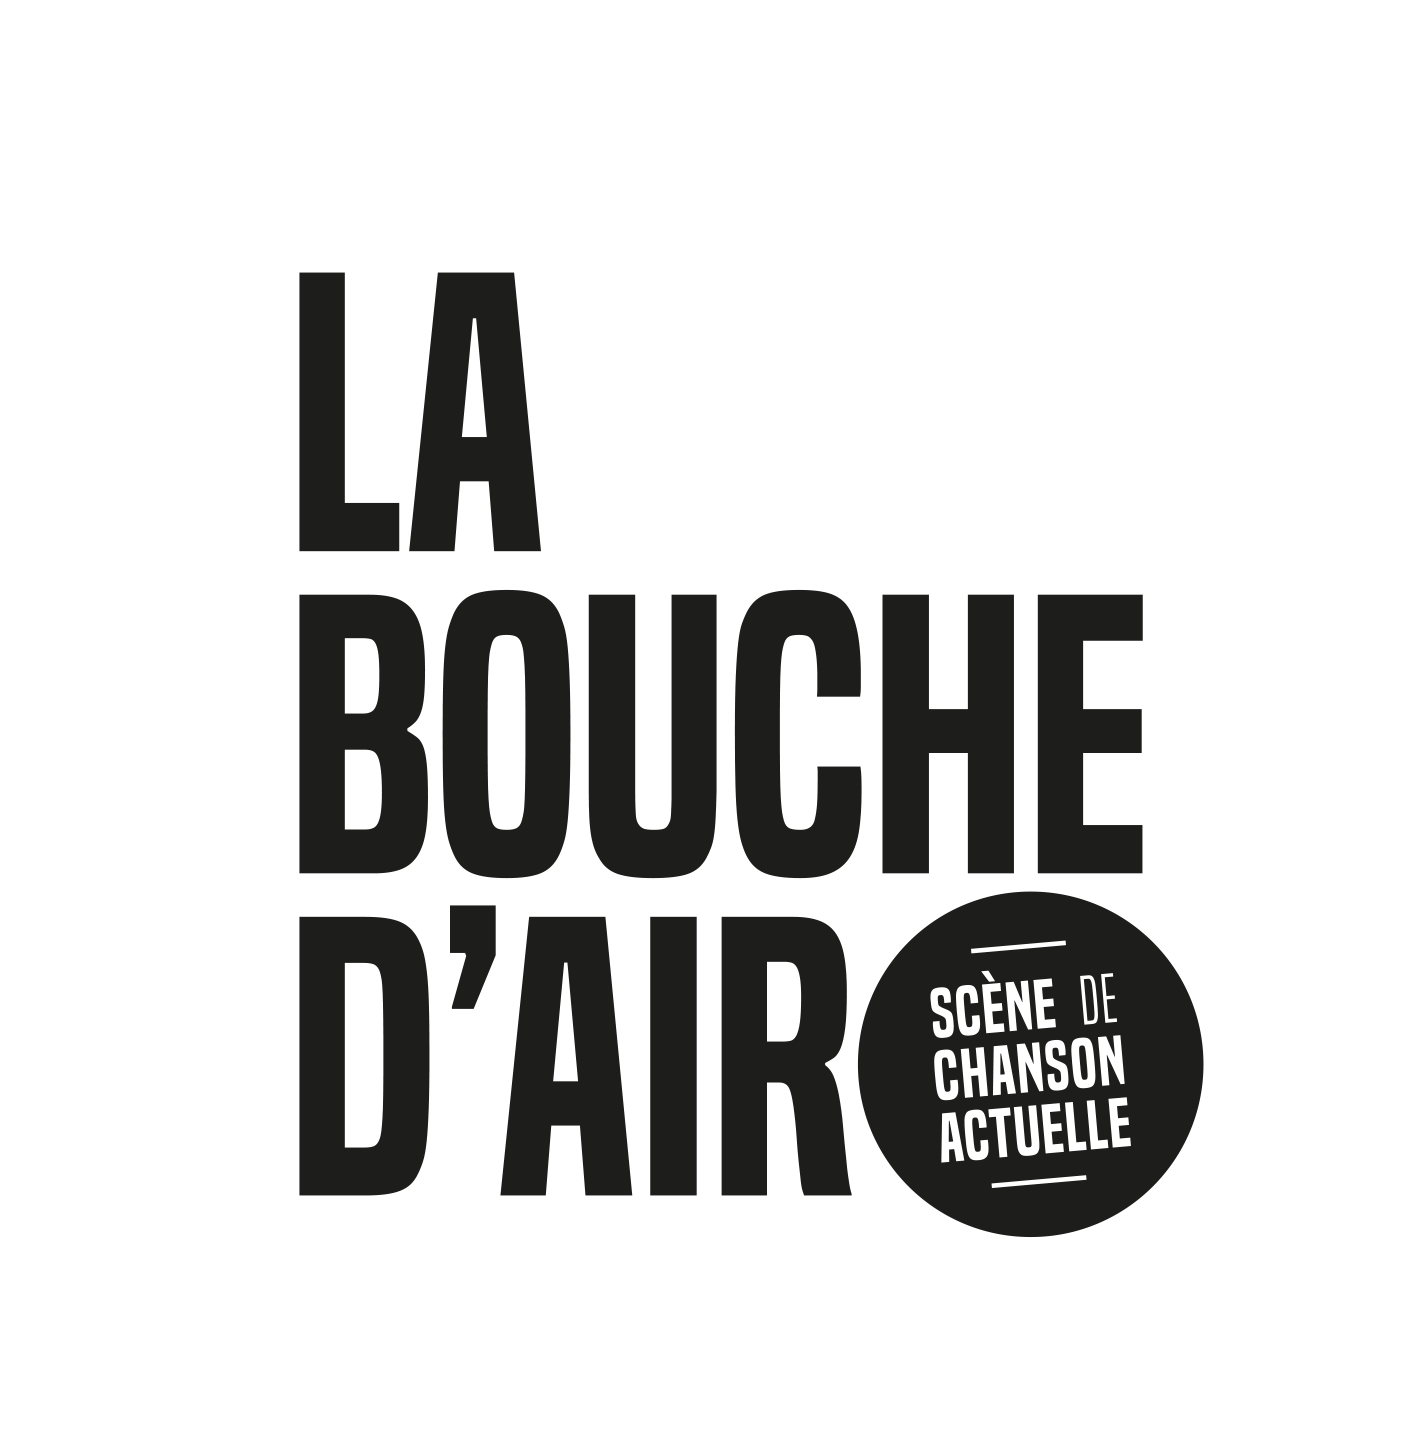 LA
BOUCHE
D’AIR
SCÈNE DE
CHANSON
ACTUELLE